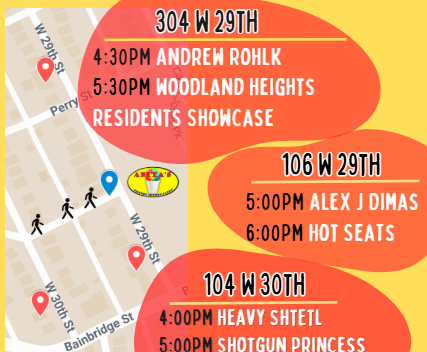 304 W 29TH
4:30PM ANDREW ROHLK
5:30PM WOODLAND HEIGHTS
RESIDENTS SHOWCASE
106 W 29TH
5:00PM ALEX J DIMAS
6:00PM HOT SEATS
104 W 30TH
4:00PM HEAVY SHTETL
5:00PM SHOTGUN PRINCESS
W 29th St
Perry St
ANITA'S
W 29th St
W 30th St
Bainbridge St